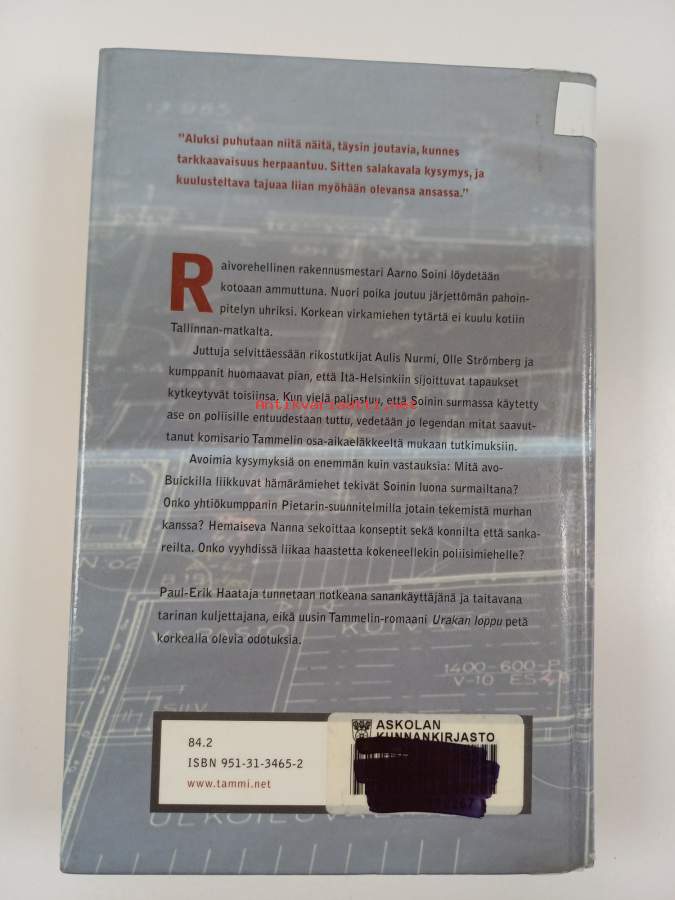 "Aluksi puhutaan niitä näitä, täysin joutavia, kunnes
tarkkaavaisuus herpaantuu. Sitten salakavala kysymys, ja
kuulusteltava tajuaa liian myöhään olevansa ansassa."
Raivorehellinen rakennusmestari Aarno Soini löydetään
kotoaan ammuttuna. Nuori poika joutuu järjettömän pahoin-
pitelyn uhriksi. Korkean virkamiehen tytärtä ei kuulu kotiin
Tallinnan-matkalta.
Juttuja selvittäessään rikostutkijat Aulis Nurmi, Olle Strömberg ja
kumppanit huomaavat pian, että Itä-Helsinkiin sijoittuvat tapaukset
kytkeytyvät toisiinsa. Kun vielä paljastuu, että Soinin surmassa käytetty
Antikvariaatti.net
ase on poliisille entuudestaan tuttu, vedetään jo legendan mitat saavut-
tanut komisario Tammelin osa-aikaeläkkeeltä mukaan tutkimuksiin.
Avoimia kysymyksiä on enemmän kuin vastauksia: Mitä avo-
Buickilla liikkuvat hämärämiehet tekivät Soinin luona surmailtana?
Onko yhtiökumppanin Pietarin-suunnitelmilla jotain tekemistä murhan
kanssa? Hemaiseva Nanna sekoittaa konseptit sekä konnilta että sanka-
reilta. Onko vyyhdissä liikaa haastetta kokeneellekin poliisimiehelle?
Paul-Erik Haataja tunnetaan notkeana sanankäyttäjänä ja taitavana
tarinan kuljettajana, eikä uusin Tammelin-romaani Urakan loppu petä
korkealla olevia odotuksia.
1400-600-P
V-10 ES
84.2
ISBN 951-31-3465-2
www.tammi.net
ASKOLAN
KUNNANKIRJASTO